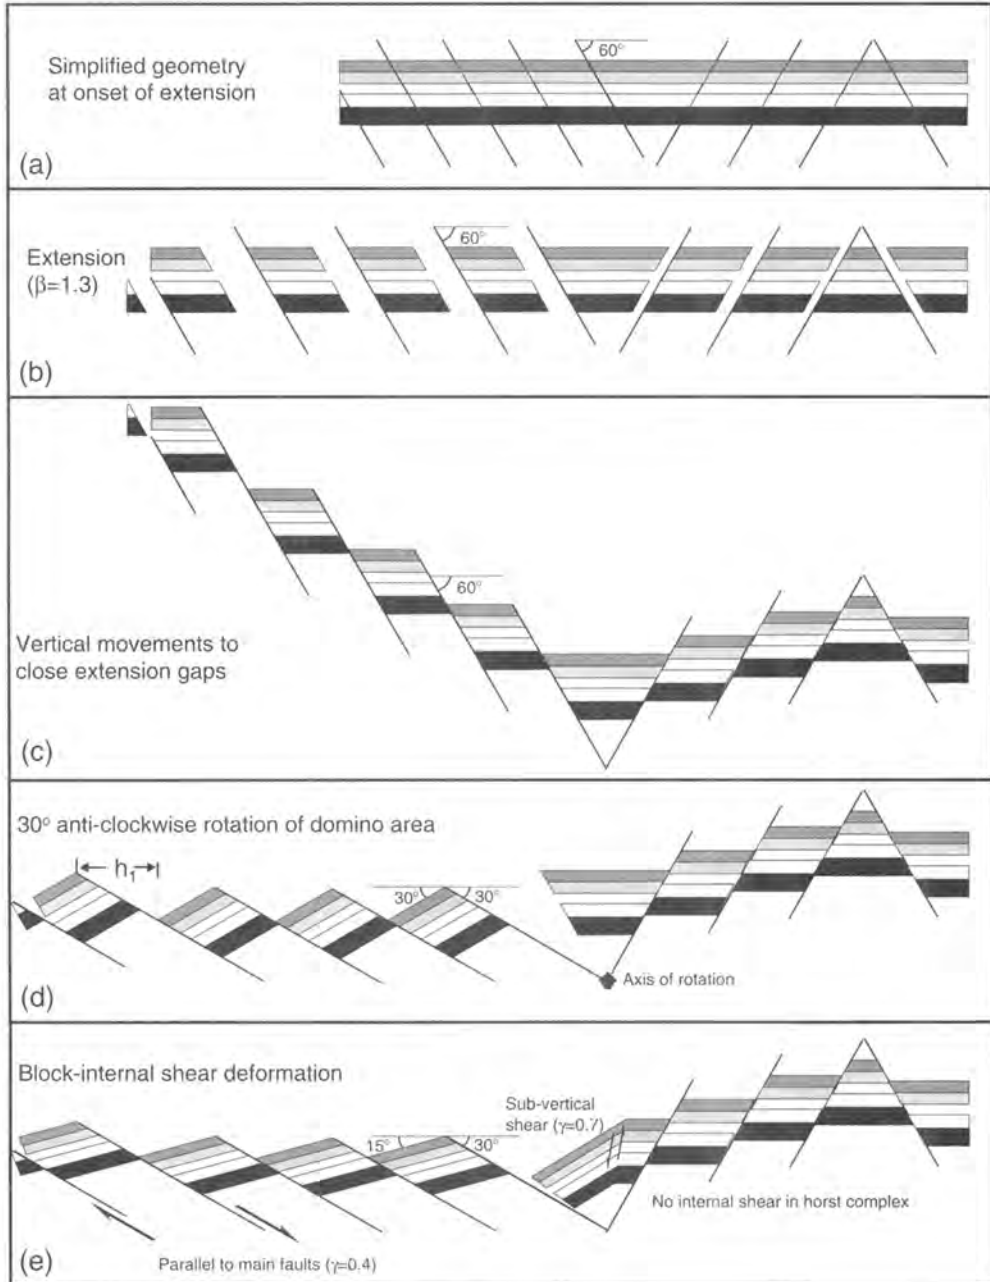 Simplified geometry
at onset of extension
60°
(a)
Extension
(β=1.3)
60°
(b)
60°
Vertical movements to
close extension gaps
(c)
30° anti-clockwise rotation of domino area
h₁
30°
30°
Axis of rotation
(d)
Block-internal shear deformation
Sub-vertical
shear (γ=0.7)
15°
30°
No internal shear in horst complex
Parallel to main faults (γ=0.4)
(e)